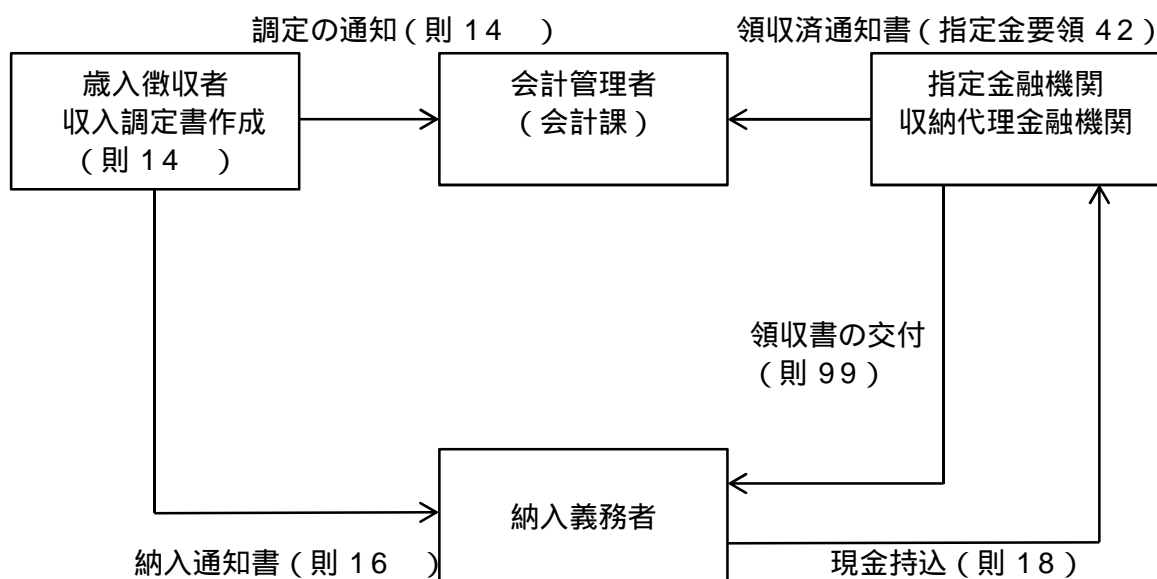 調定の通知(則14　)
領収済通知書(指定金要領42)
歳入徴収者
収入調定書作成
(則14　)
会計管理者
(会計課)
指定金融機関
収納代理金融機関
領収書の交付
(則99)
納入義務者
納入通知書(則16　)
現金持込(則18)